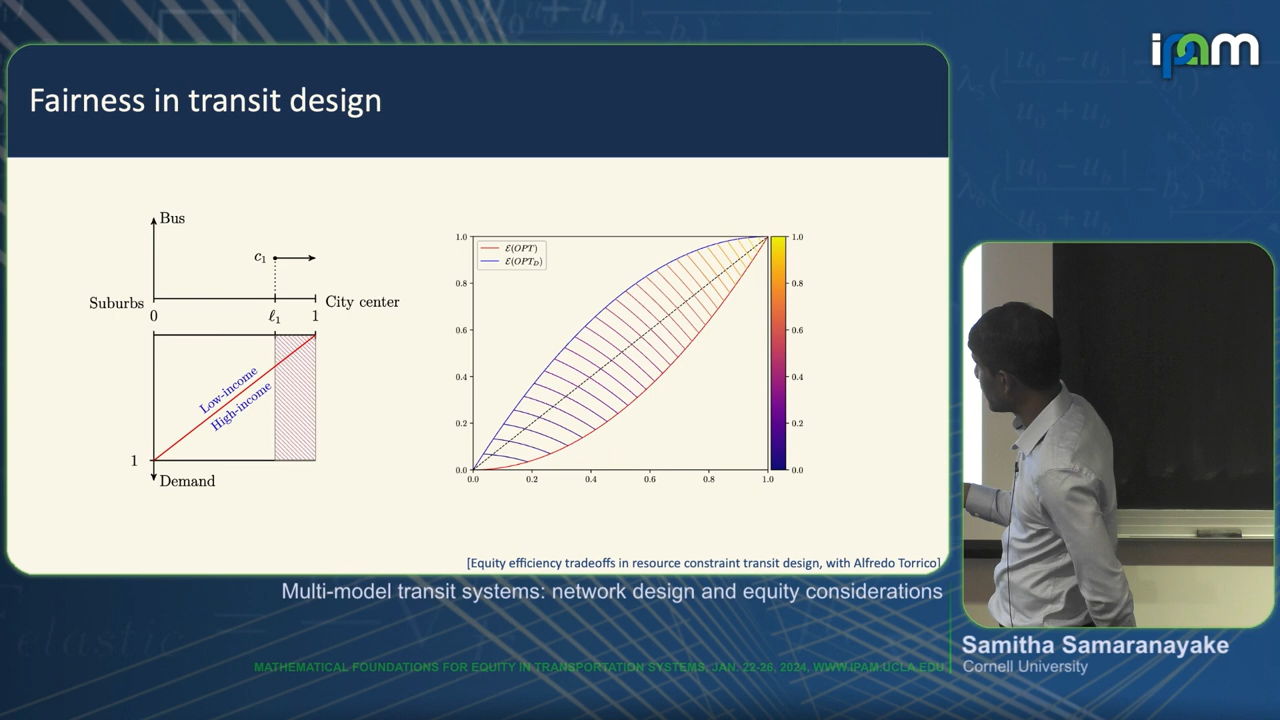 ipam
Fairness in transit design
Bus
c₁
Suburbs
0
ℓ₁
1
City center
Low-income
High-income
1
Demand
1.0
0.8
0.6
0.4
0.2
0.0
0.0
0.2
0.4
0.6
0.8
1.0
ℰ(OPT)
ℰ(OPT_D)
1.0
0.8
0.6
0.4
0.2
0.0
[Equity efficiency tradeoffs in resource constraint transit design, with Alfredo Torrico]
Multi-model transit systems: network design and equity considerations
Samitha Samaranayake
Cornell University
MATHEMATICAL FOUNDATIONS FOR EQUITY IN TRANSPORTATION SYSTEMS, JAN. 22-26, 2024, WWW.IPAM.UCLA.EDU
elastic